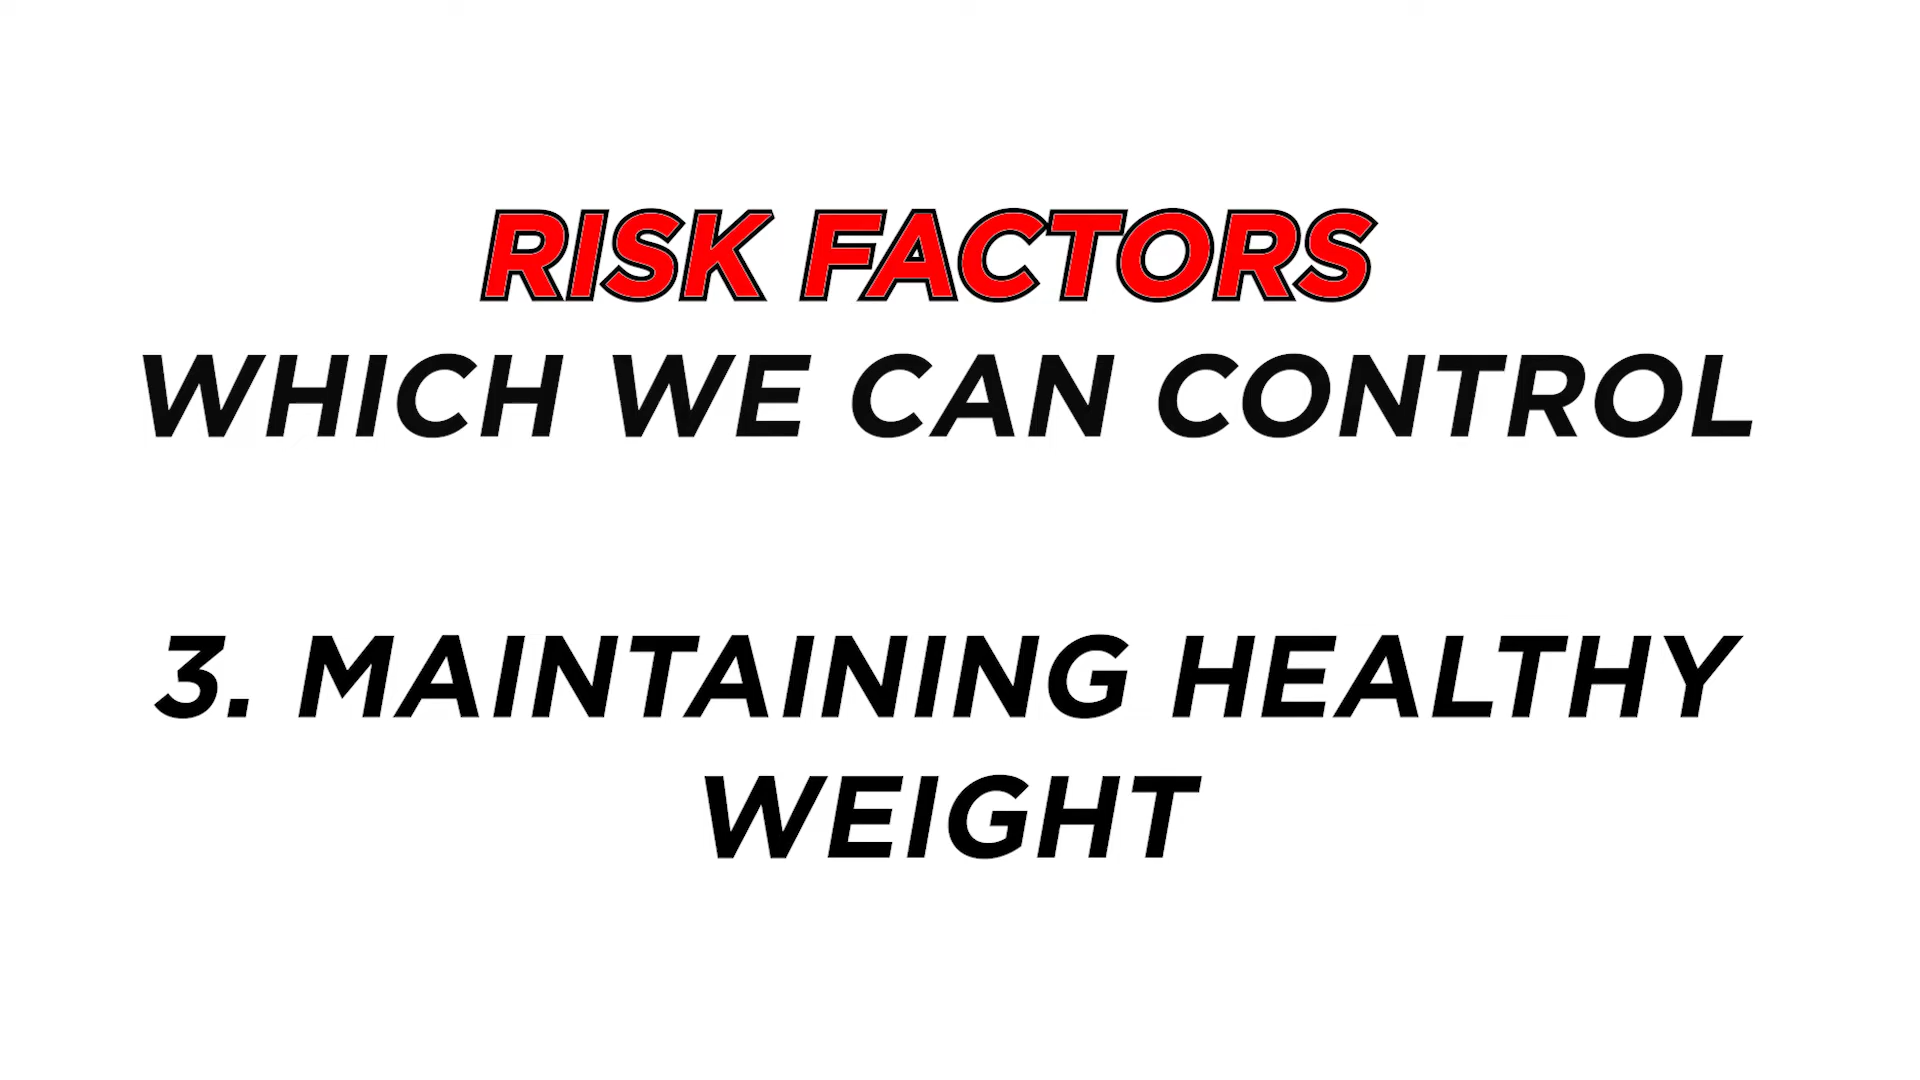 RISK FACTORS
WHICH WE CAN CONTROL
3. MAINTAINING HEALTHY
WEIGHT